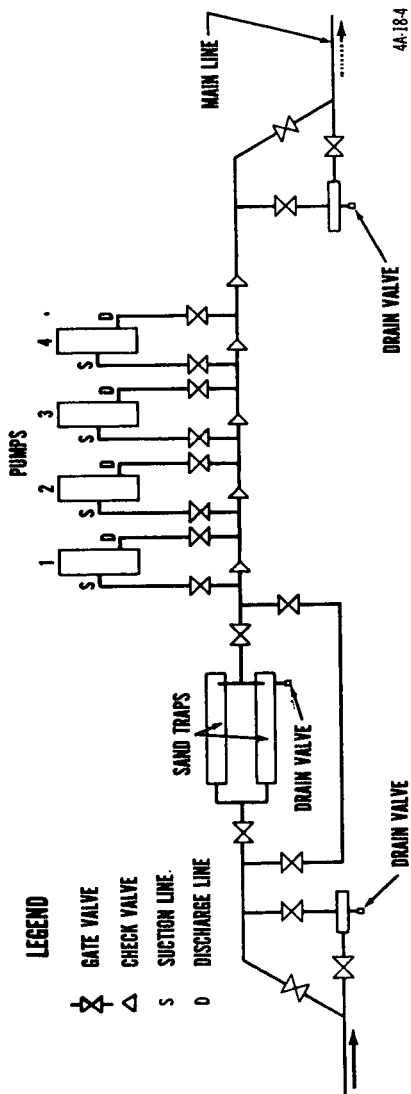 PUMPS
1
2
3
4
S
D
S
D
S
D
S
D
MAIN LINE
SAND TRAPS
DRAIN VALVE
DRAIN VALVE
DRAIN VALVE
LEGEND
GATE VALVE
CHECK VALVE
S SUCTION LINE.
D DISCHARGE LINE
4A-18-4